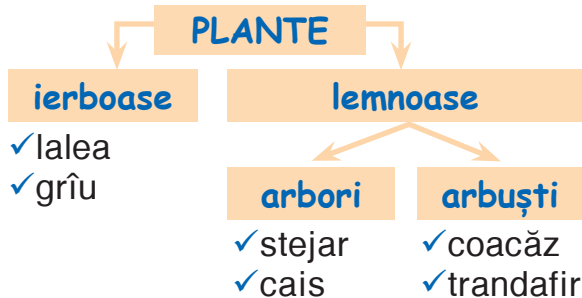 PLANTE
ierboase
lemnoase
✓lalea
✓grîu
arbori
arbuști
✓stejar
✓cais
✓coacăz
✓trandafir